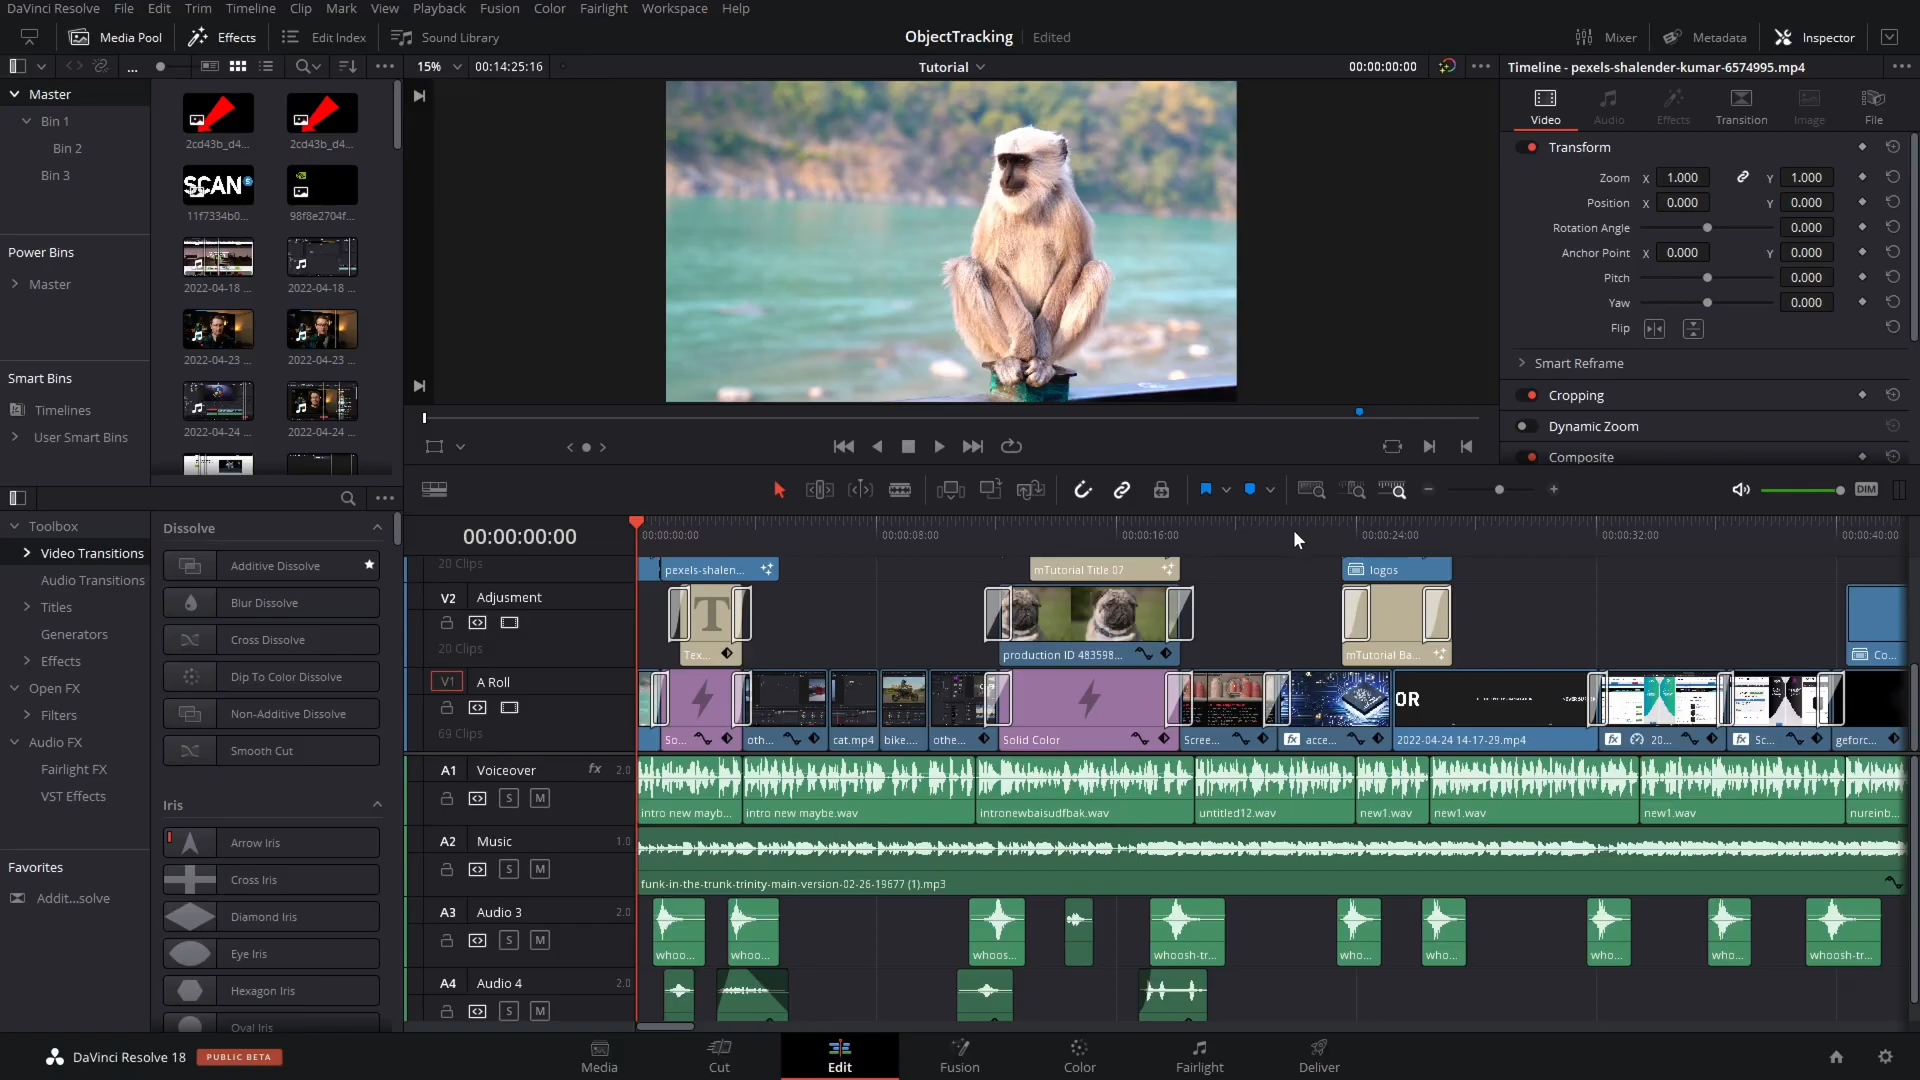 DaVinci Resolve File Edit Trim Timeline Clip Mark View Playback Fusion Color Fairlight Workspace Help
Media Pool Effects Edit Index Sound Library ObjectTracking Edited Mixer Metadata Inspector
... 15% 00:14:25:16 Tutorial 00:00:00:00 Timeline - pexels-shalender-kumar-6574995.mp4
Master
Bin 1
Bin 2
Bin 3
Power Bins
Master
Smart Bins
Timelines
User Smart Bins
2cd43b_d4... 2cd43b_d4...
SCAN
11f7334b0... 98f8e2704f...
2022-04-18 ... 2022-04-18 ...
2022-04-23 ... 2022-04-23 ...
2022-04-24 ... 2022-04-24 ...
Video Audio Effects Transition Image File
Transform
Zoom X 1.000 Y 1.000
Position X 0.000 Y 0.000
Rotation Angle 0.000
Anchor Point X 0.000 Y 0.000
Pitch 0.000
Yaw 0.000
Flip
Smart Reframe
Cropping
Dynamic Zoom
Composite
DIM
Toolbox
Video Transitions
Audio Transitions
Titles
Generators
Effects
Open FX
Filters
Audio FX
Fairlight FX
VST Effects
Favorites
Addit...solve
Dissolve
Additive Dissolve
Blur Dissolve
Cross Dissolve
Dip To Color Dissolve
Non-Additive Dissolve
Smooth Cut
Iris
Arrow Iris
Cross Iris
Diamond Iris
Eye Iris
Hexagon Iris
Oval Iris
00:00:00:00 00:00:00:00 00:00:08:00 00:00:16:00 00:00:24:00 00:00:32:00 00:00:40:00
20 Clips pexels-shalen... mTutorial Title 07 logos
V2 Adjusment
T
20 Clips Tex... production ID 483598... mTutorial Ba... Co...
V1 A Roll
OR
69 Clips So... oth... cat.mp4 bike.... othe... Solid Color Scree... fx acce... 2022-04-24 14-17-29.mp4 fx 20... fx Sc... geforc...
A1 Voiceover fx 2.0
S M
intro new mayb... intro new maybe.wav intronewbaisudfbak.wav untitled12.wav new1.wav new1.wav new1.wav nureinb...
A2 Music 1.0
S M
funk-in-the-trunk-trinity-main-version-02-26-19677 (1).mp3
A3 Audio 3 2.0
S M
whoo... whoo... whoos... whoosh-tr... who... who... who... who... whoosh-tr...
A4 Audio 4 2.0
S M
DaVinci Resolve 18 PUBLIC BETA Media Cut Edit Fusion Color Fairlight Deliver